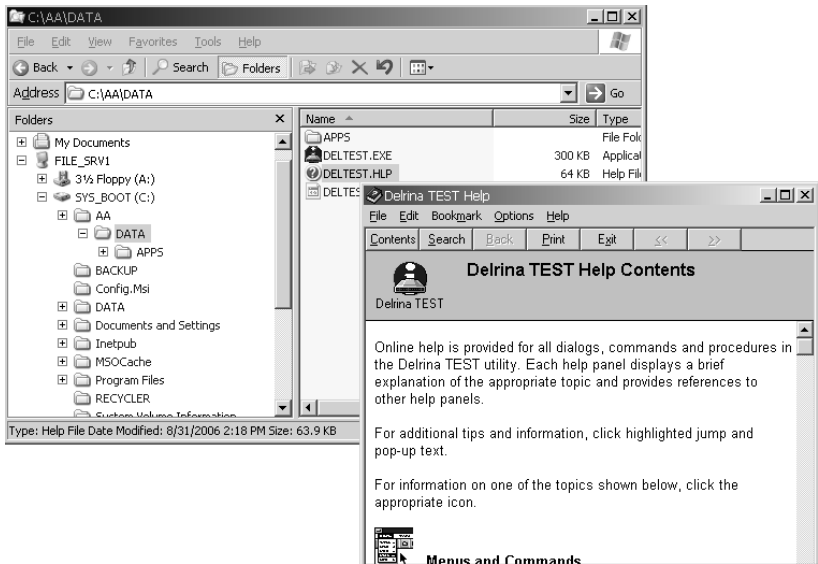 C:\AA\DATA
File Edit View Favorites Tools Help
Back Search Folders
Address C:\AA\DATA Go
Folders
My Documents
FILE_SRV1
3½ Floppy (A:)
SYS_BOOT (C:)
AA
DATA
APPS
BACKUP
Config.Msi
DATA
Documents and Settings
Inetpub
MSOCache
Program Files
RECYCLER
System Volume Information
Name Size Type
APPS File Fol
DELTEST.EXE 300 KB Applica
DELTEST.HLP 64 KB Help Fil
DELTES
Type: Help File Date Modified: 8/31/2006 2:18 PM Size: 63.9 KB
Delrina TEST Help
File Edit Bookmark Options Help
Contents Search Back Print Exit << >>
Delrina TEST Help Contents
Delrina TEST
Online help is provided for all dialogs, commands and procedures in
the Delrina TEST utility. Each help panel displays a brief
explanation of the appropriate topic and provides references to
other help panels.
For additional tips and information, click highlighted jump and
pop-up text.
For information on one of the topics shown below, click the
appropriate icon.
Menus and Commands